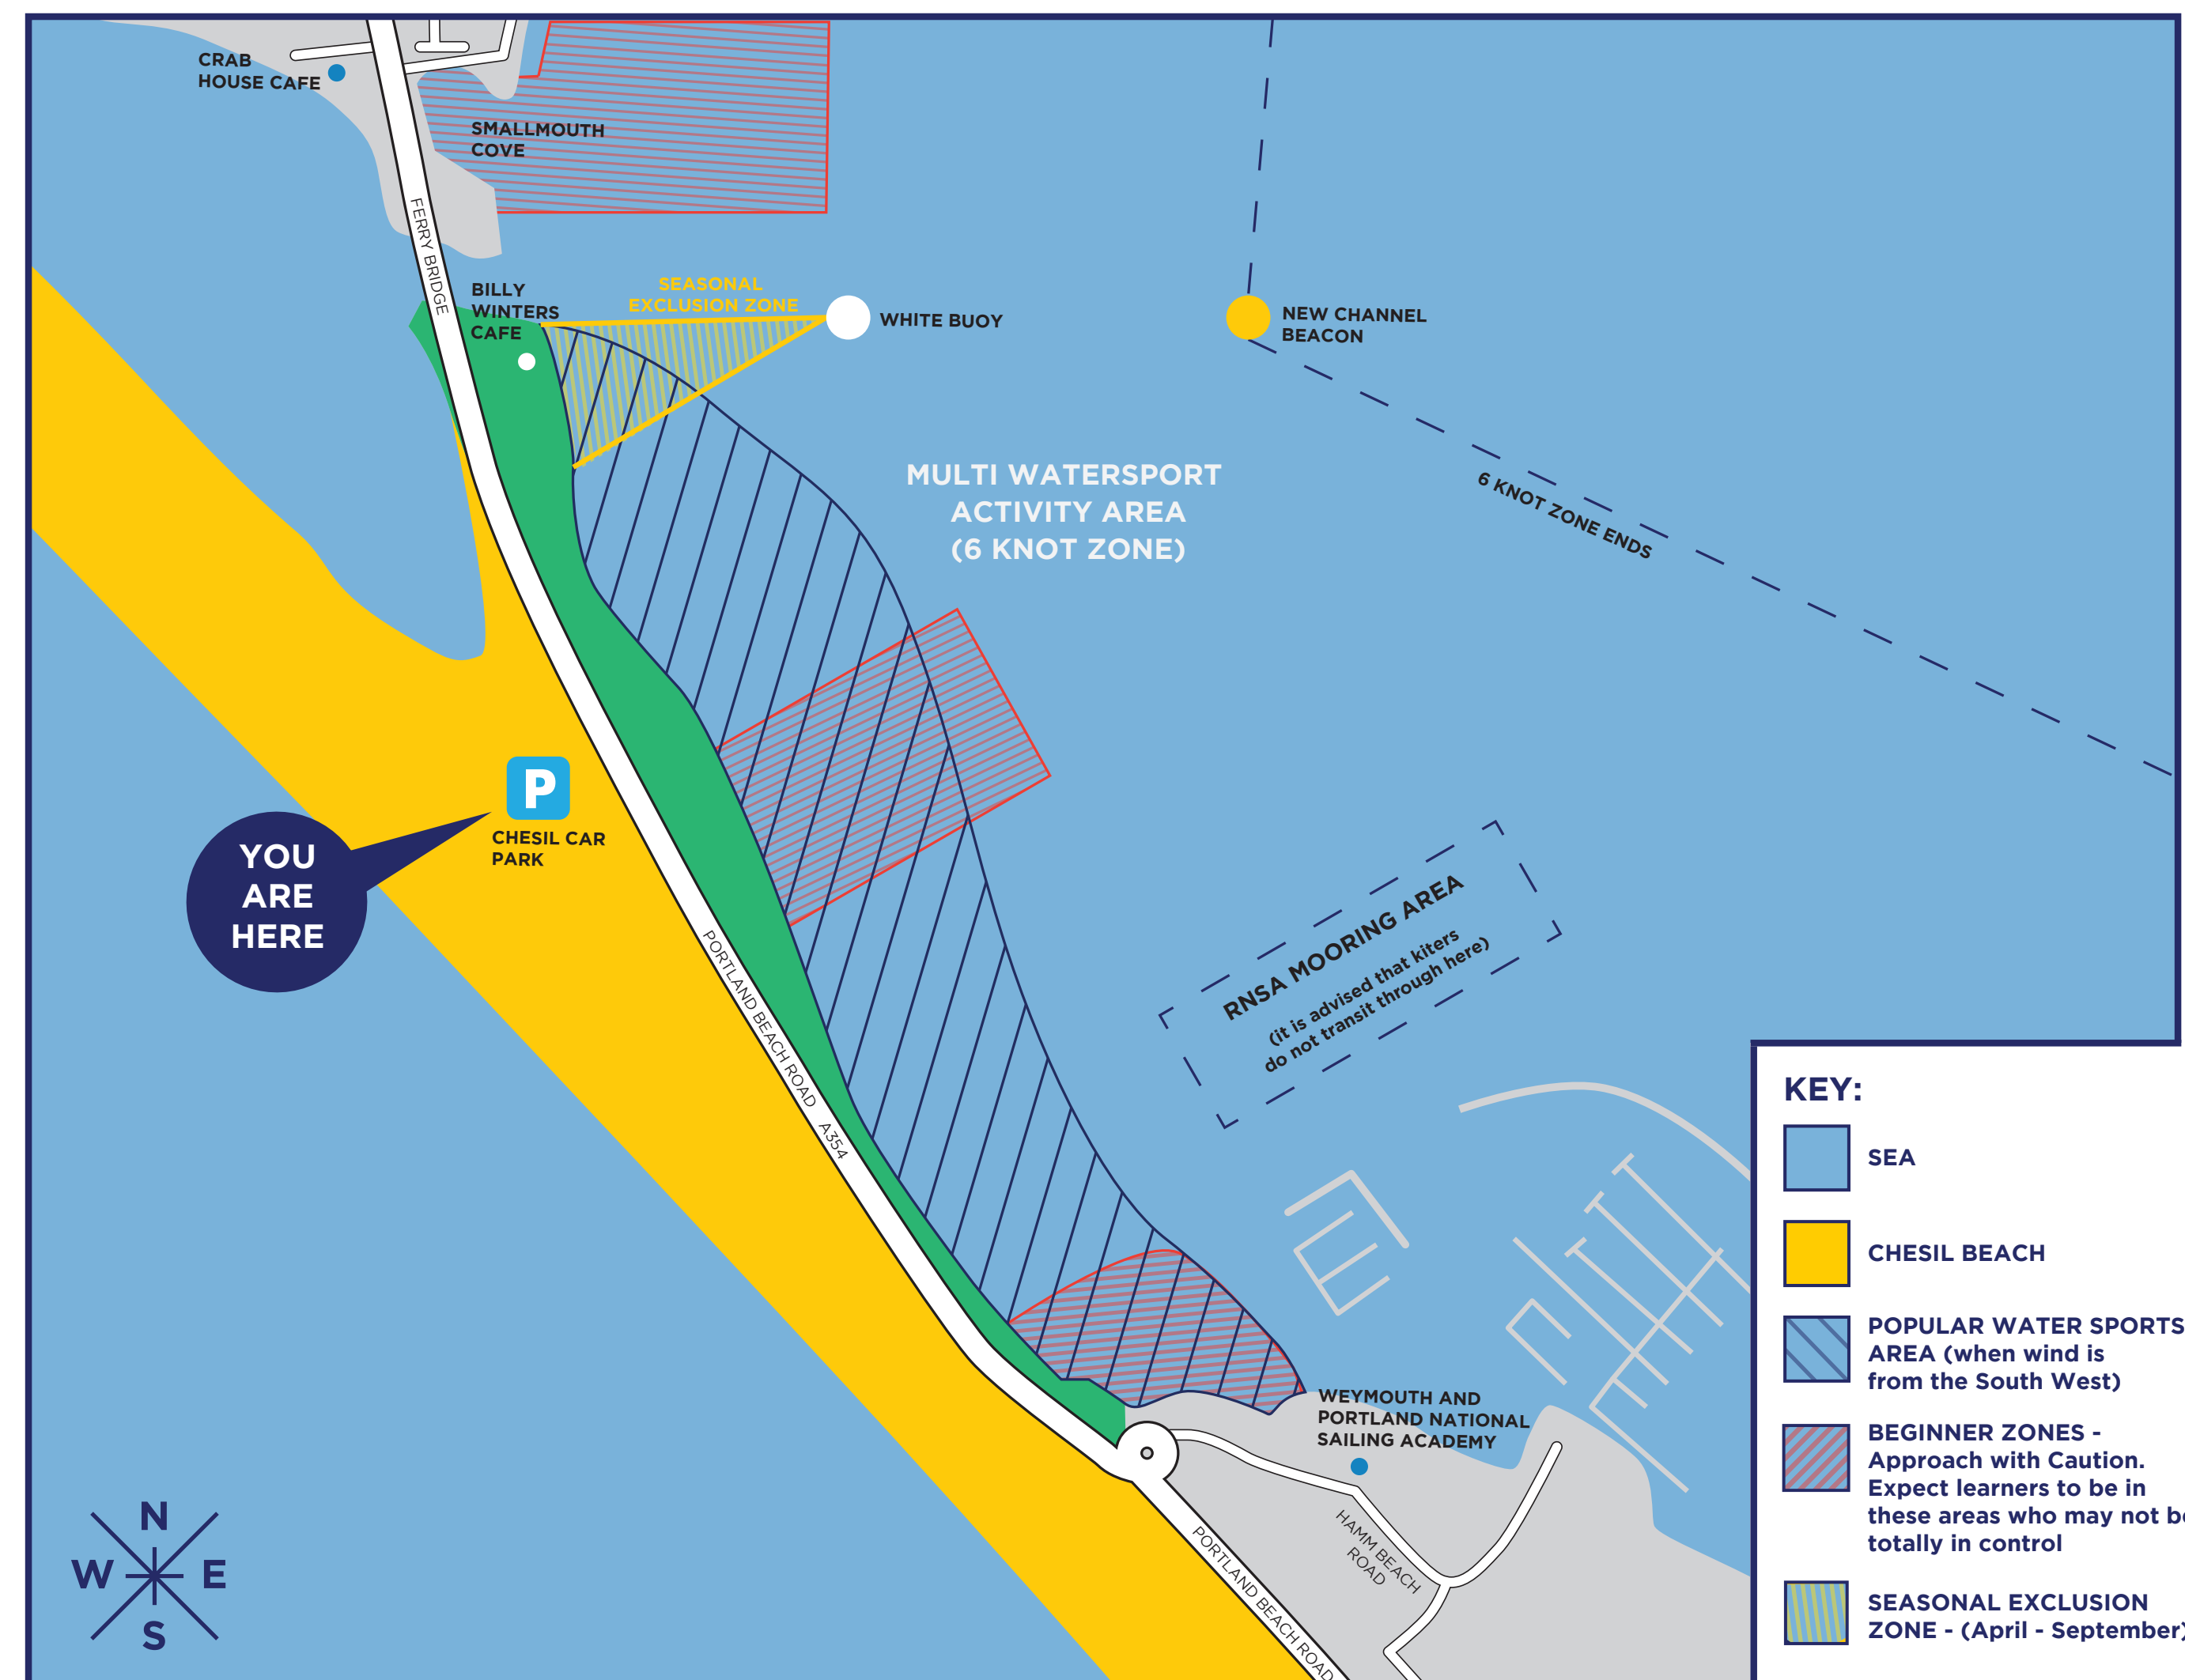 CRAB
HOUSE CAFE
SMALLMOUTH
COVE
FERRY BRIDGE
BILLY
WINTERS
CAFE
SEASONAL
EXCLUSION ZONE
WHITE BUOY
NEW CHANNEL
BEACON
MULTI WATERSPORT
ACTIVITY AREA
(6 KNOT ZONE)
6 KNOT ZONE ENDS
P
CHESIL CAR
PARK
YOU
ARE
HERE
PORTLAND BEACH ROAD A354
RNSA MOORING AREA
(it is advised that kiters
do not transit through here)
WEYMOUTH AND
PORTLAND NATIONAL
SAILING ACADEMY
HAMM BEACH
ROAD
PORTLAND BEACH ROAD
N
W E
S
KEY:
SEA
CHESIL BEACH
POPULAR WATER SPORTS
AREA (when wind is
from the South West)
BEGINNER ZONES -
Approach with Caution.
Expect learners to be in
these areas who may not be
totally in control
SEASONAL EXCLUSION
ZONE - (April - September)